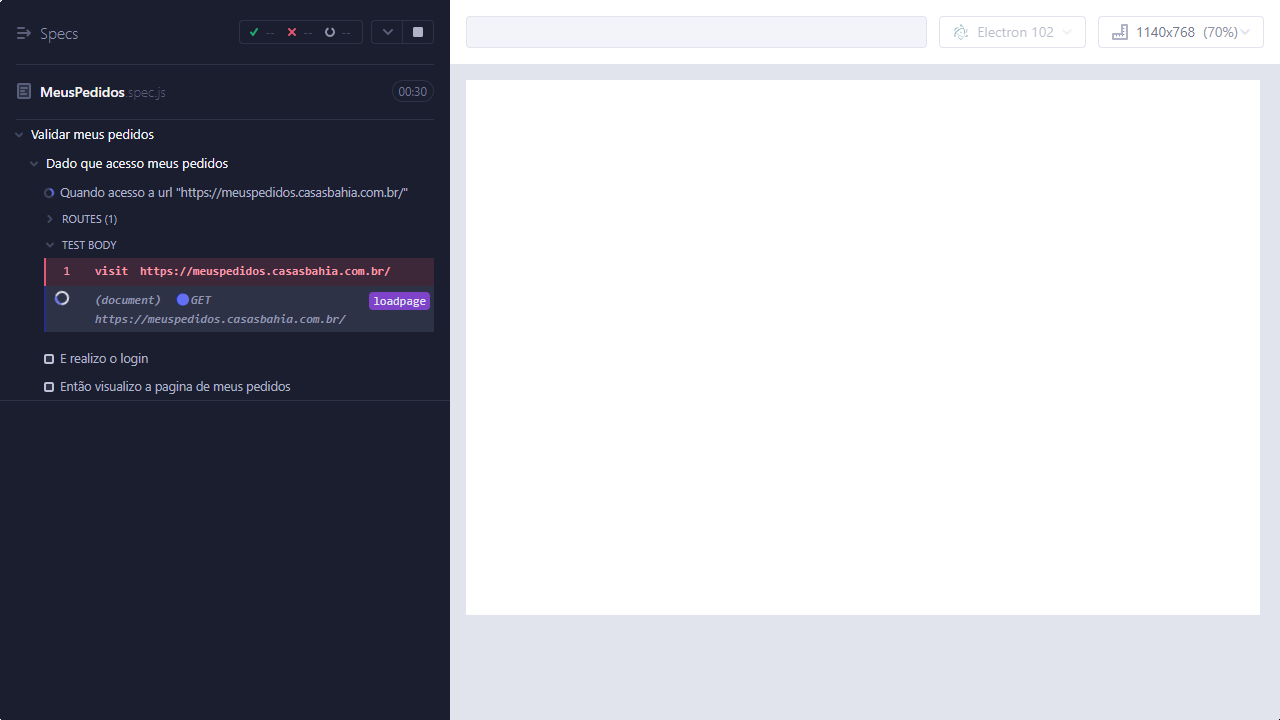 Specs
-- -- --
Electron 102
1140x768 (70%)
MeusPedidos.spec.js
00:30
Validar meus pedidos
Dado que acesso meus pedidos
Quando acesso a url "https://meuspedidos.casasbahia.com.br/"
ROUTES (1)
TEST BODY
1 visit https://meuspedidos.casasbahia.com.br/
(document) GET loadpage
https://meuspedidos.casasbahia.com.br/
E realizo o login
Então visualizo a pagina de meus pedidos